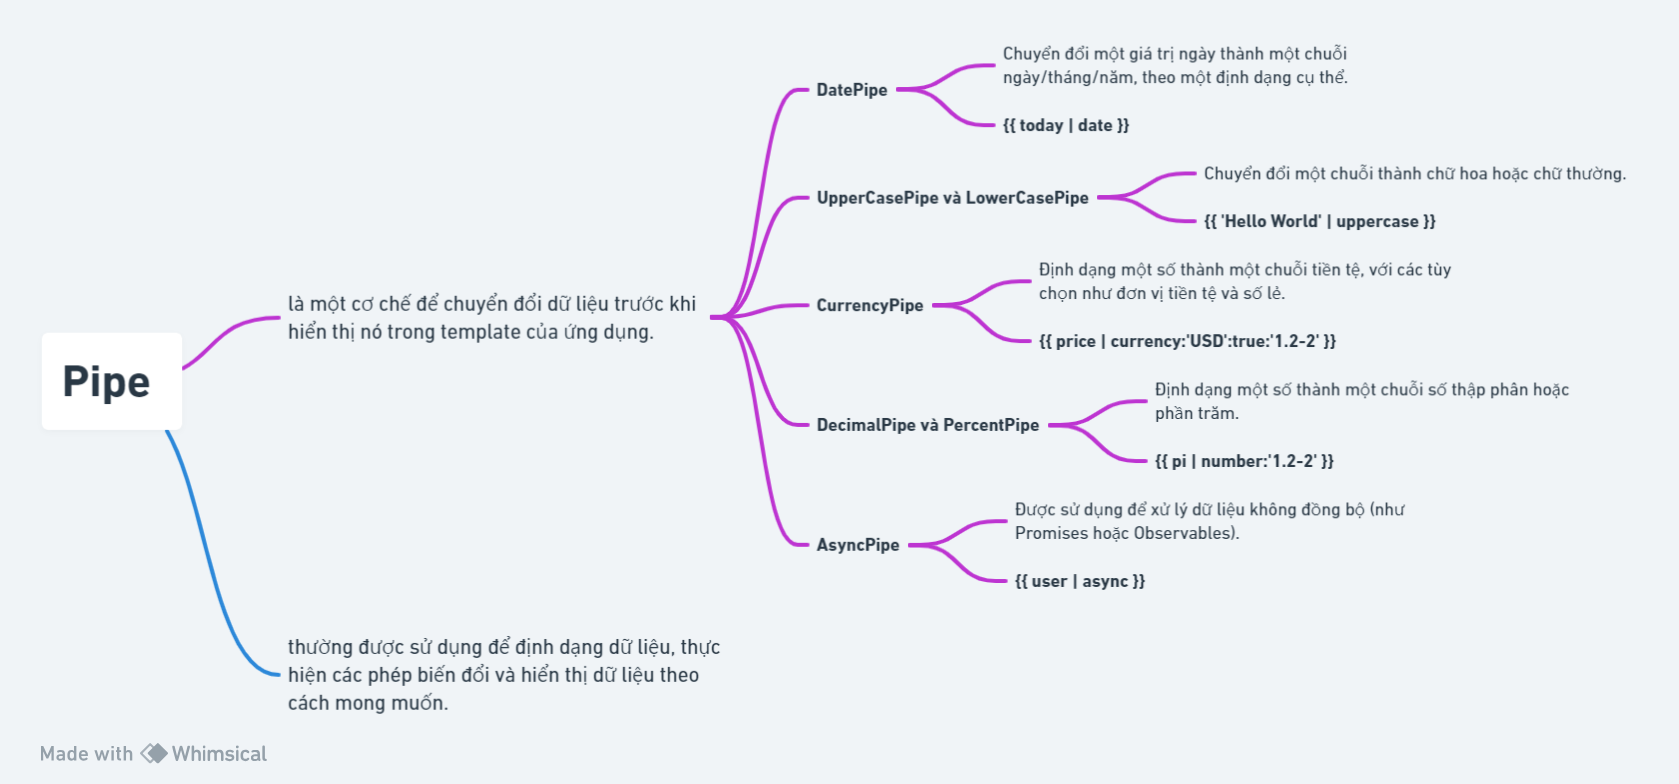 Pipe
là một cơ chế để chuyển đổi dữ liệu trước khi
hiển thị nó trong template của ứng dụng.
DatePipe
Chuyển đổi một giá trị ngày thành một chuỗi
ngày/tháng/năm, theo một định dạng cụ thể.
{{ today | date }}
UpperCasePipe và LowerCasePipe
Chuyển đổi một chuỗi thành chữ hoa hoặc chữ thường.
{{ 'Hello World' | uppercase }}
CurrencyPipe
Định dạng một số thành một chuỗi tiền tệ, với các tùy
chọn như đơn vị tiền tệ và số lẻ.
{{ price | currency:'USD':true:'1.2-2' }}
DecimalPipe và PercentPipe
Định dạng một số thành một chuỗi số thập phân hoặc
phần trăm.
{{ pi | number:'1.2-2' }}
AsyncPipe
Được sử dụng để xử lý dữ liệu không đồng bộ (như
Promises hoặc Observables).
{{ user | async }}
thường được sử dụng để định dạng dữ liệu, thực
hiện các phép biến đổi và hiển thị dữ liệu theo
cách mong muốn.
Made with Whimsical